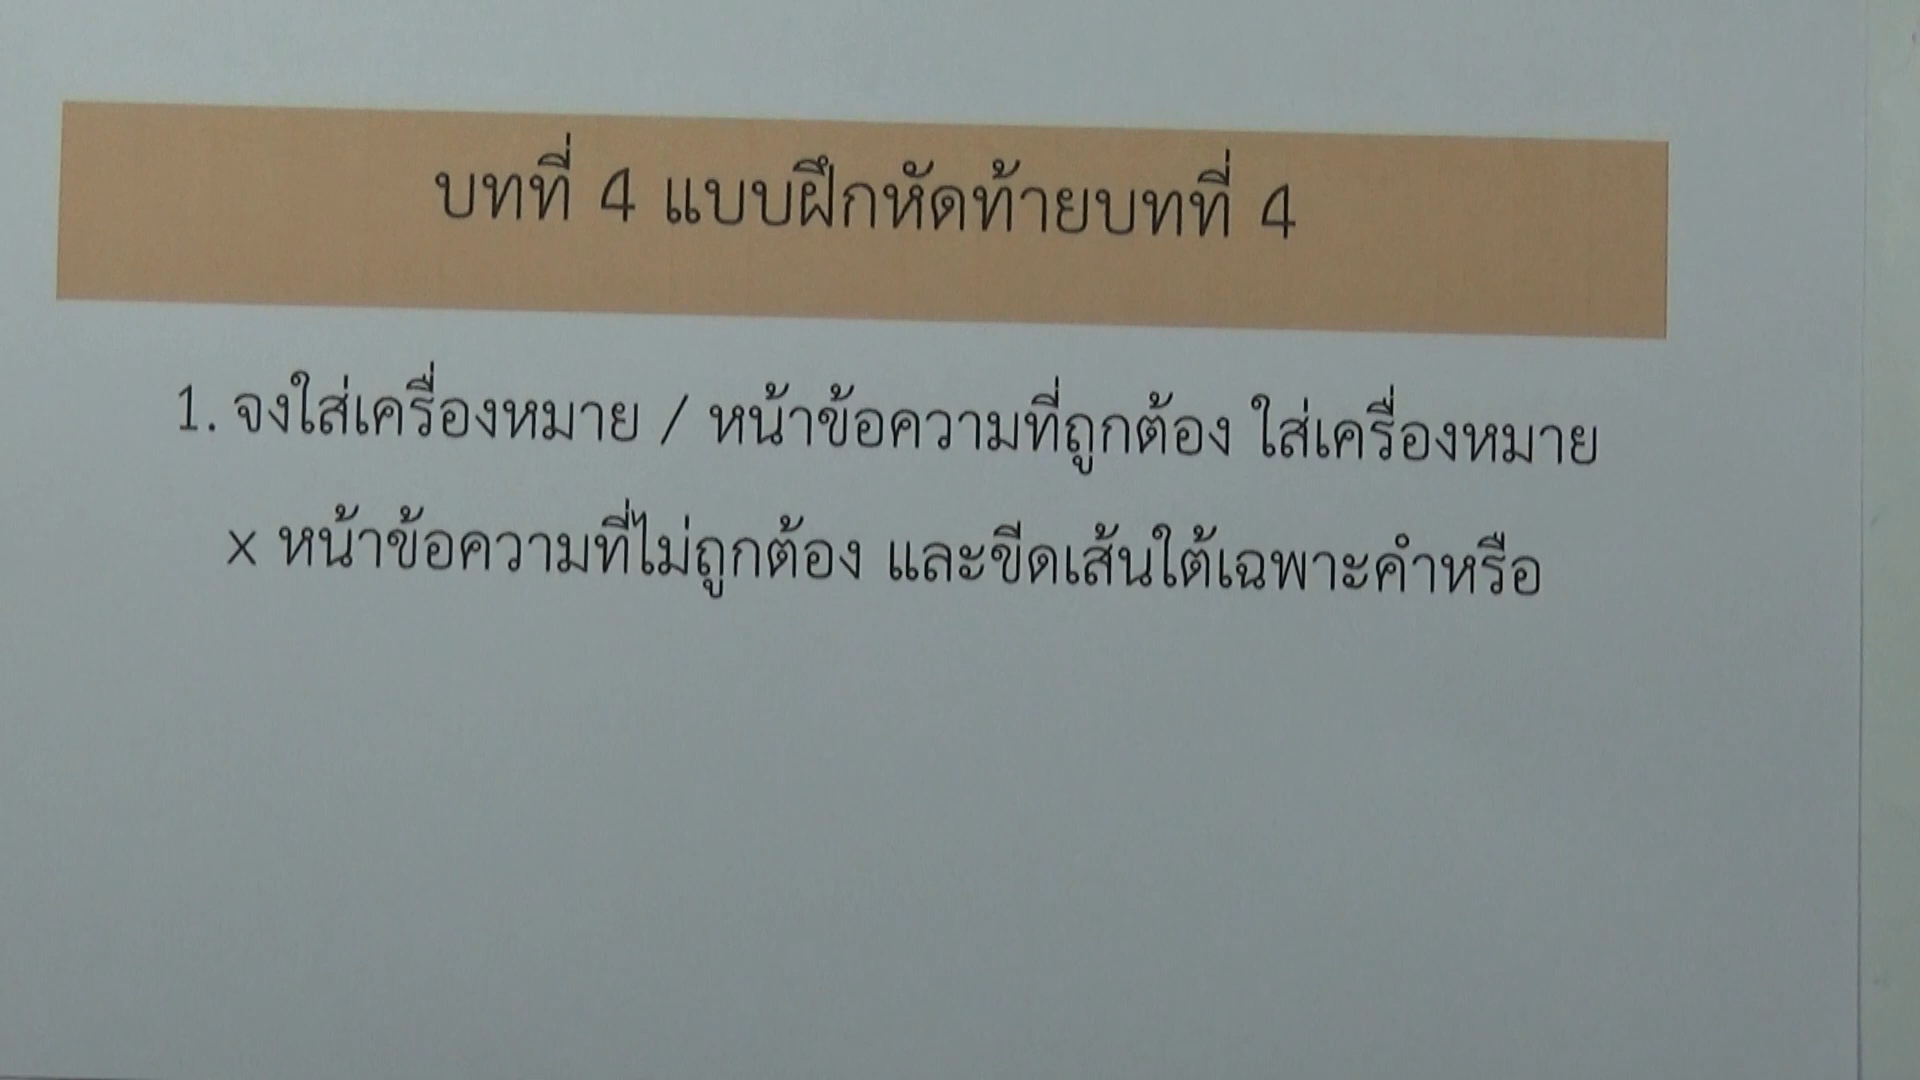 บทที่ 4 แบบฝึกหัดท้ายบทที่ 4
1. จงใส่เครื่องหมาย / หน้าข้อความที่ถูกต้อง ใส่เครื่องหมาย
x หน้าข้อความที่ไม่ถูกต้อง และขีดเส้นใต้เฉพาะคำหรือ